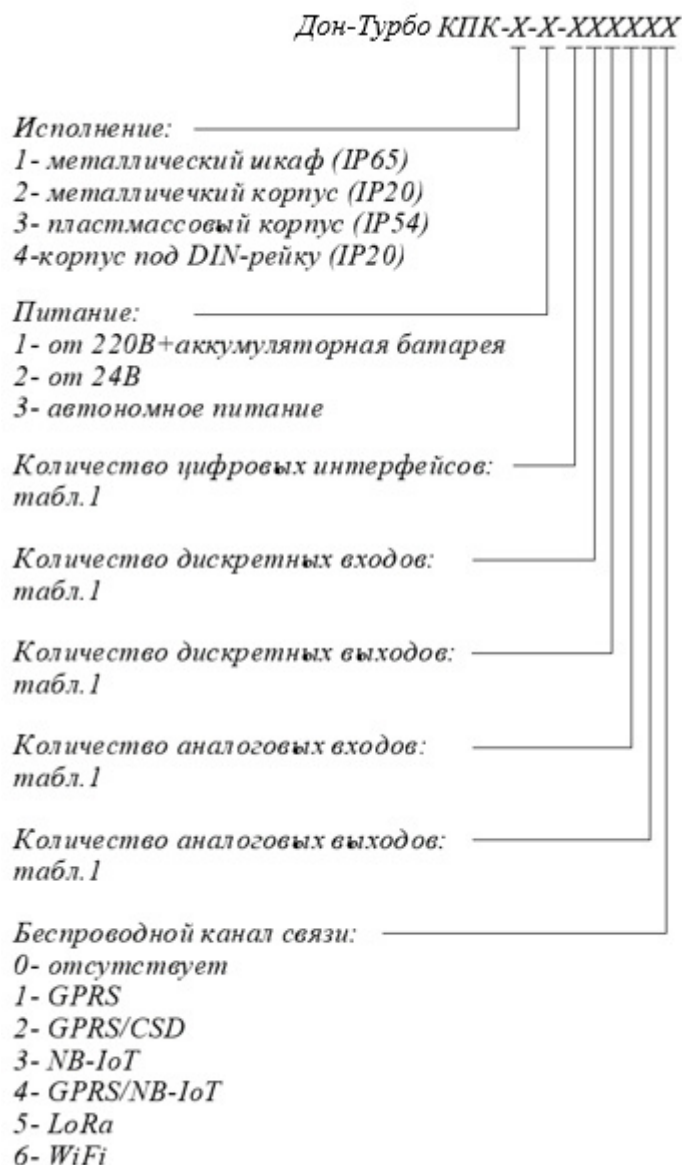 Дон-Турбо КПК-X-X-XXXXXX
Исполнение:
1- металлический шкаф (IP65)
2- металличечкий корпус (IP20)
3- пластмассовый корпус (IP54)
4-корпус под DIN-рейку (IP20)
Питание:
1- от 220В+аккумуляторная батарея
2- от 24В
3- автономное питание
Количество цифровых интерфейсов:
табл.1
Количество дискретных входов:
табл.1
Количество дискретных выходов:
табл.1
Количество аналоговых входов:
табл.1
Количество аналоговых выходов:
табл.1
Беспроводной канал связи:
0- отсутствует
1- GPRS
2- GPRS/CSD
3- NB-IoT
4- GPRS/NB-IoT
5- LoRa
6- WiFi